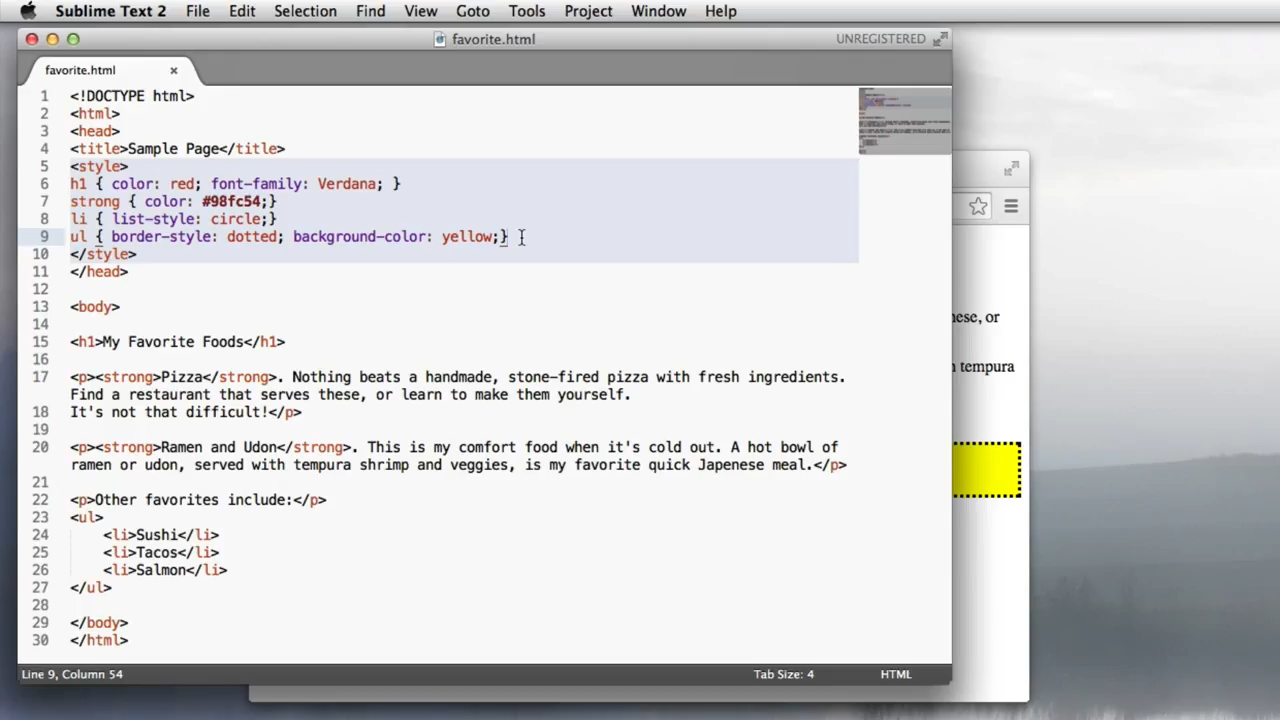 Sublime Text 2 File Edit Selection Find View Goto Tools Project Window Help
favorite.html UNREGISTERED
favorite.html ×
1 <!DOCTYPE html>
2 <html>
3 <head>
4 <title>Sample Page</title>
5 <style>
6 h1 { color: red; font-family: Verdana; }
7 strong { color: #98fc54;}
8 li { list-style: circle;}
9 ul { border-style: dotted; background-color: yellow;}
10 </style>
11 </head>
12
13 <body>
14
15 <h1>My Favorite Foods</h1>
16
17 <p><strong>Pizza</strong>. Nothing beats a handmade, stone-fired pizza with fresh ingredients.
Find a restaurant that serves these, or learn to make them yourself.
18 It's not that difficult!</p>
19
20 <p><strong>Ramen and Udon</strong>. This is my comfort food when it's cold out. A hot bowl of
ramen or udon, served with tempura shrimp and veggies, is my favorite quick Japenese meal.</p>
21
22 <p>Other favorites include:</p>
23 <ul>
24 <li>Sushi</li>
25 <li>Tacos</li>
26 <li>Salmon</li>
27 </ul>
28
29 </body>
30 </html>
Line 9, Column 54 Tab Size: 4 HTML
or
tempura